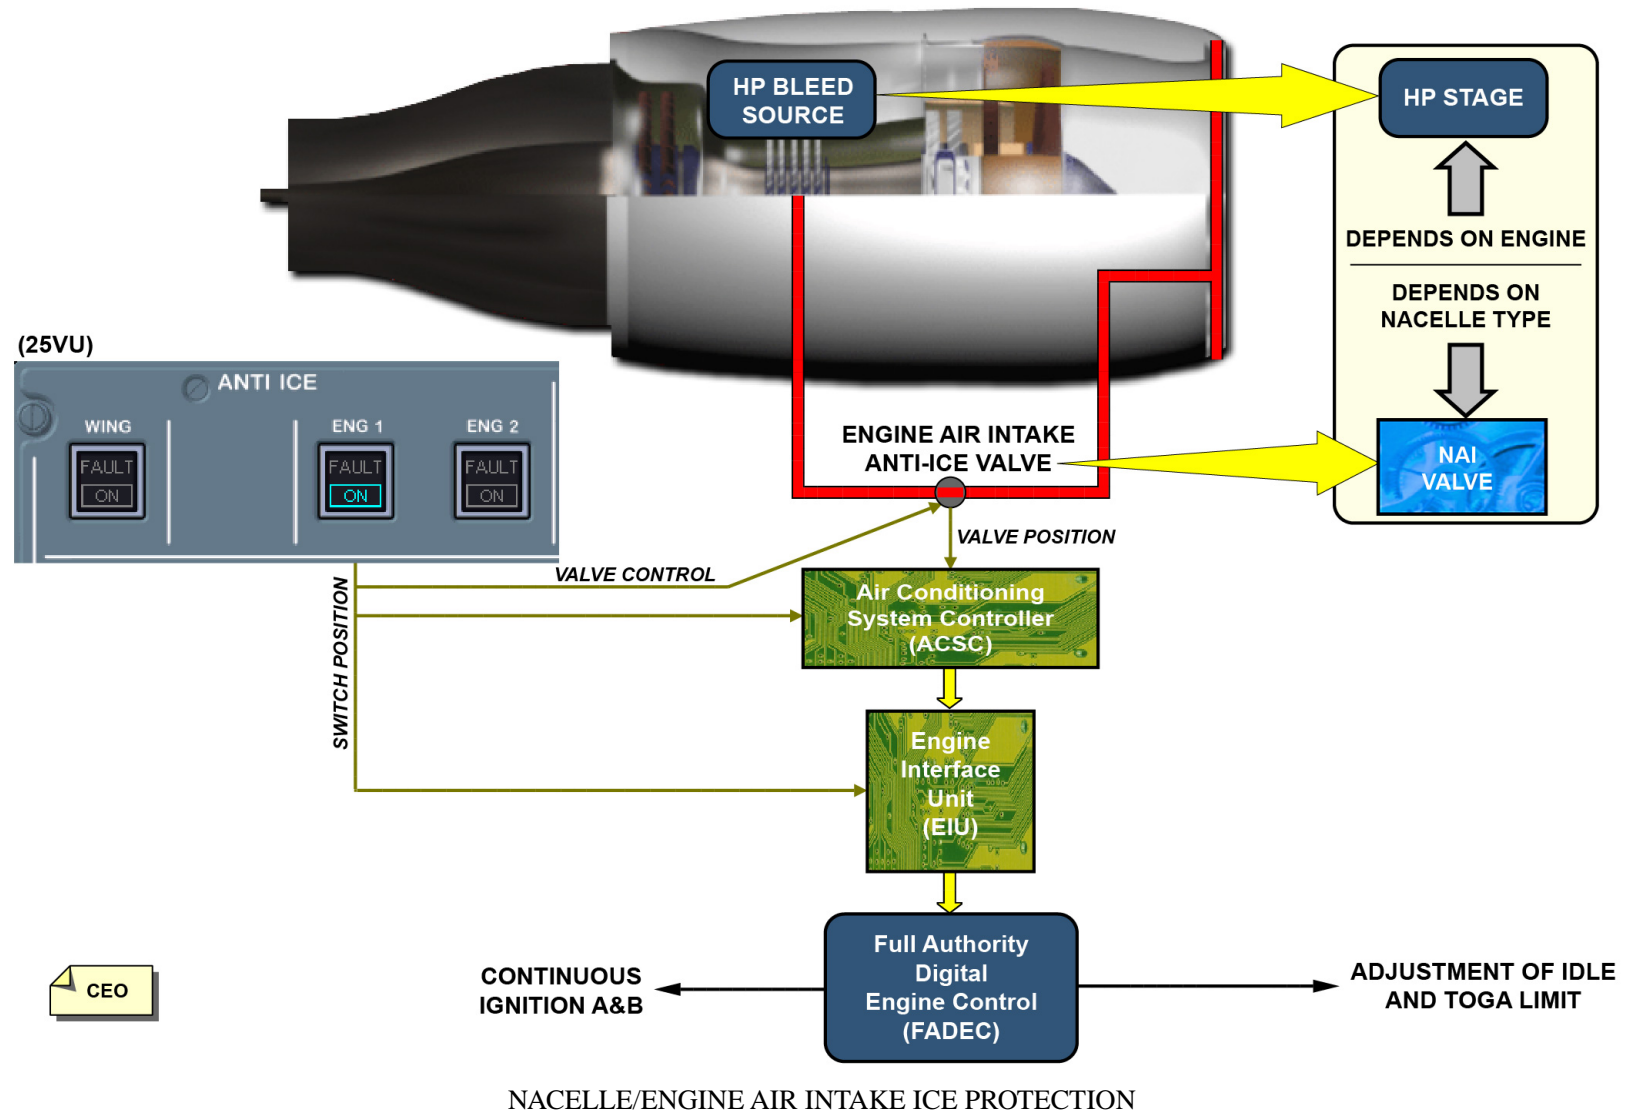 HP BLEED
SOURCE
HP STAGE
DEPENDS ON ENGINE
DEPENDS ON
NACELLE TYPE
NAI
VALVE
(25VU)
ANTI ICE
WING
ENG 1
ENG 2
FAULT
ON
FAULT
ON
FAULT
ON
ENGINE AIR INTAKE
ANTI-ICE VALVE
VALVE POSITION
VALVE CONTROL
SWITCH POSITION
Air Conditioning
System Controller
(ACSC)
Engine
Interface
Unit
(EIU)
Full Authority
Digital
Engine Control
(FADEC)
CONTINUOUS
IGNITION A&B
ADJUSTMENT OF IDLE
AND TOGA LIMIT
CEO
NACELLE/ENGINE AIR INTAKE ICE PROTECTION